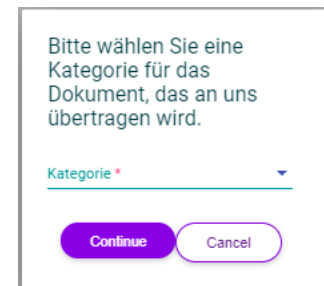 Bitte wählen Sie eine
Kategorie für das
Dokument, das an uns
übertragen wird.
Kategorie *
Continue
Cancel